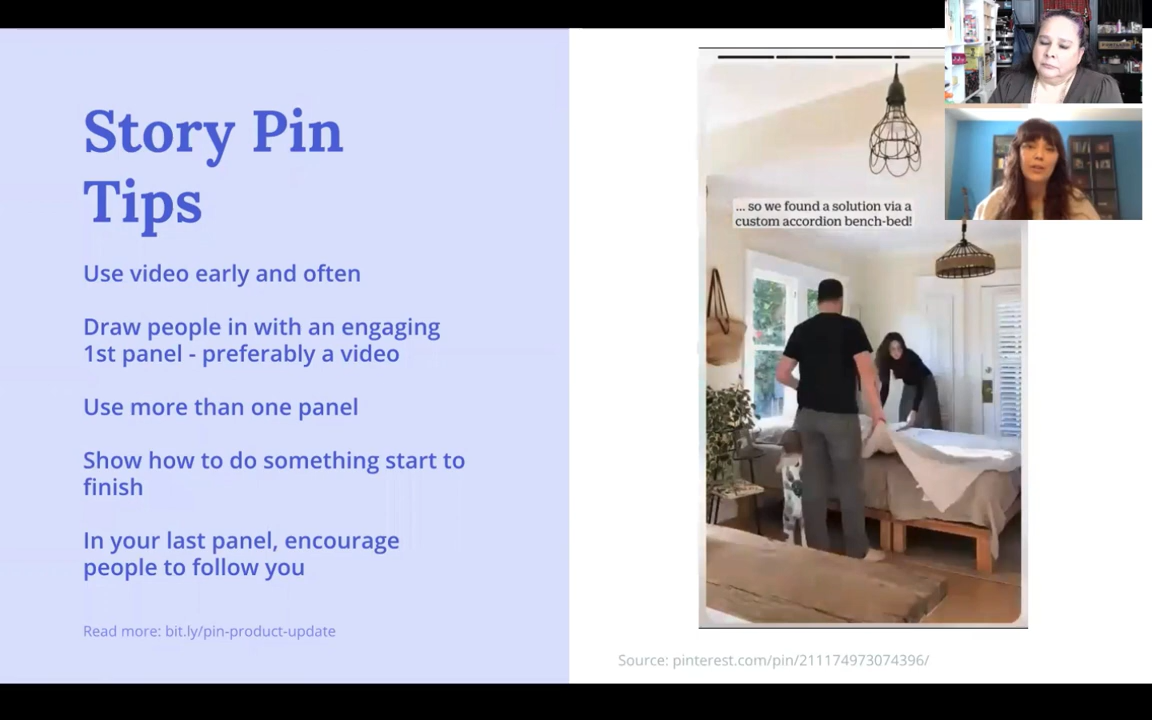 Story Pin
Tips
Use video early and often
Draw people in with an engaging
1st panel - preferably a video
Use more than one panel
Show how to do something start to
finish
In your last panel, encourage
people to follow you
Read more: bit.ly/pin-product-update
... so we found a solution via a
custom accordion bench-bed!
Source: pinterest.com/pin/211174973074396/